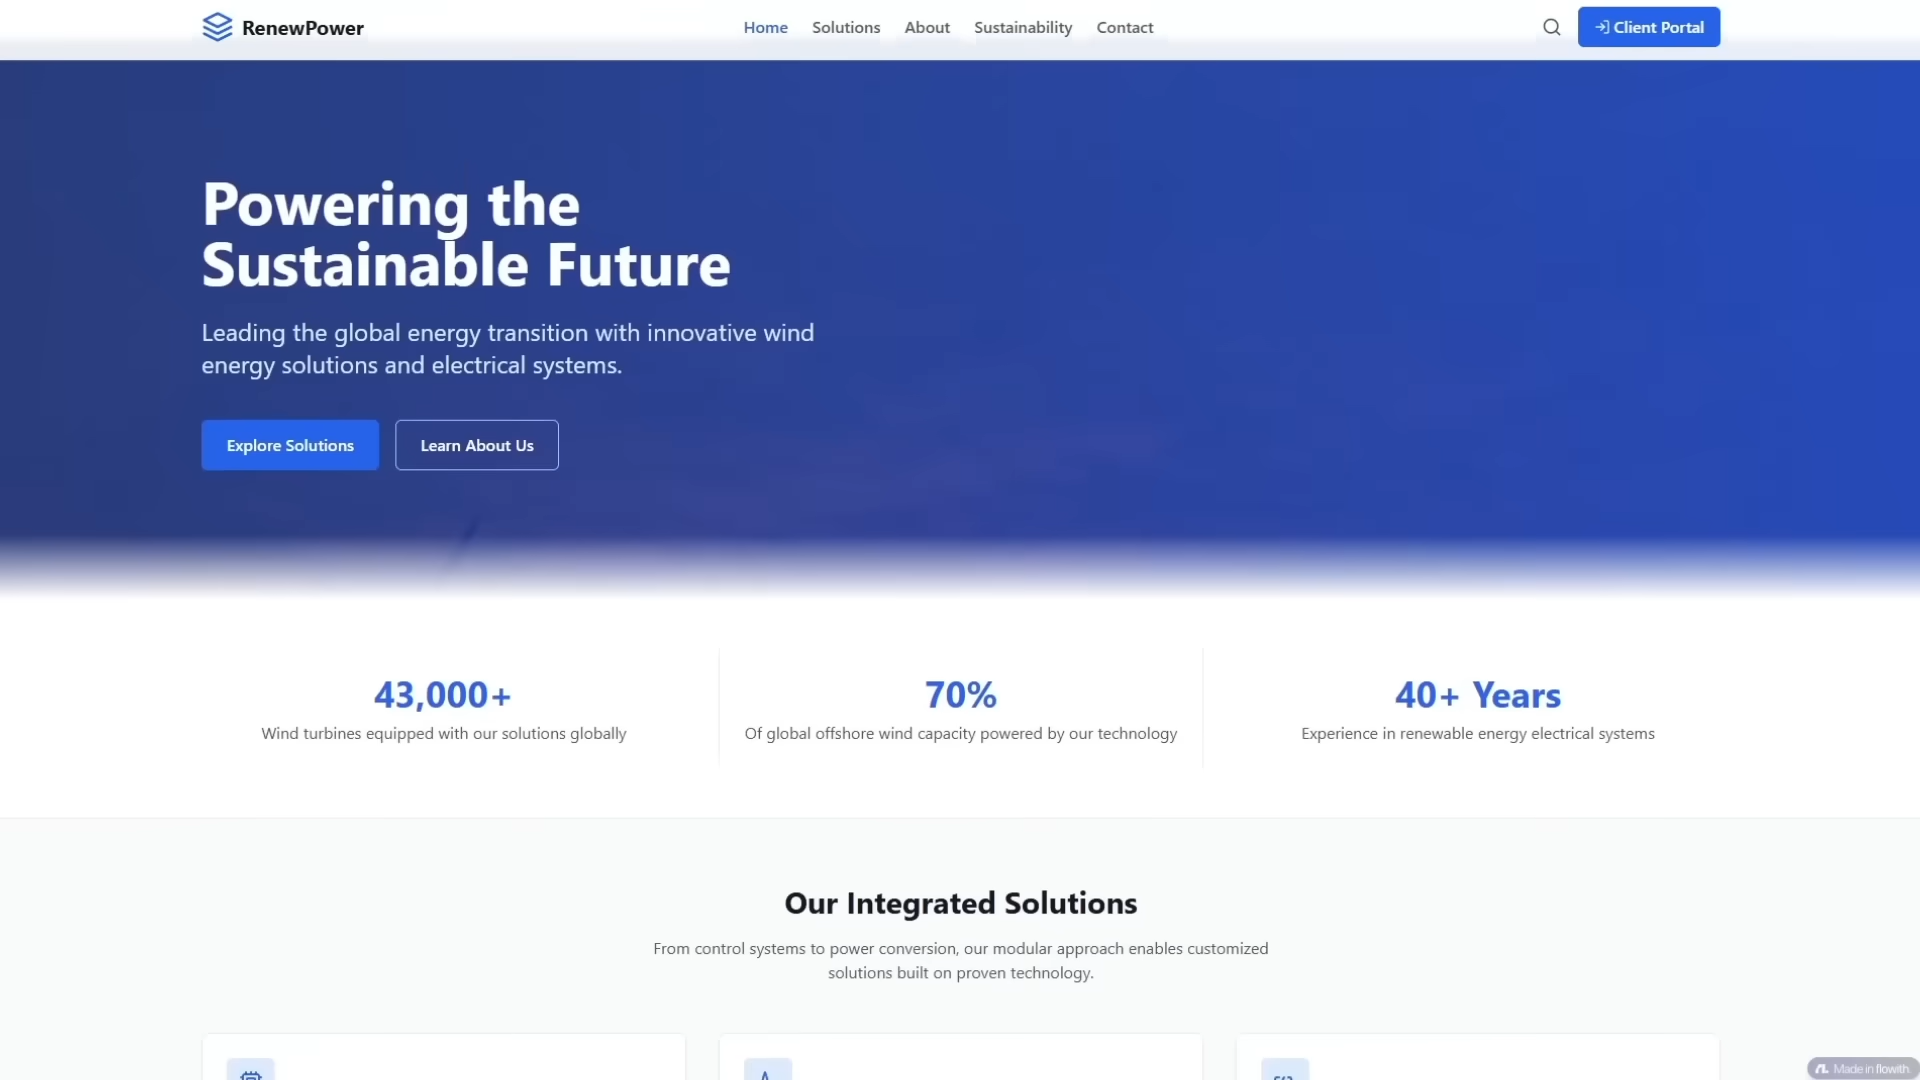 RenewPower
Home
Solutions
About
Sustainability
Contact
Client Portal
Powering the
Sustainable Future
Leading the global energy transition with innovative wind
energy solutions and electrical systems.
Explore Solutions
Learn About Us
43,000+
Wind turbines equipped with our solutions globally
70%
Of global offshore wind capacity powered by our technology
40+ Years
Experience in renewable energy electrical systems
Our Integrated Solutions
From control systems to power conversion, our modular approach enables customized
solutions built on proven technology.
Made in flowith